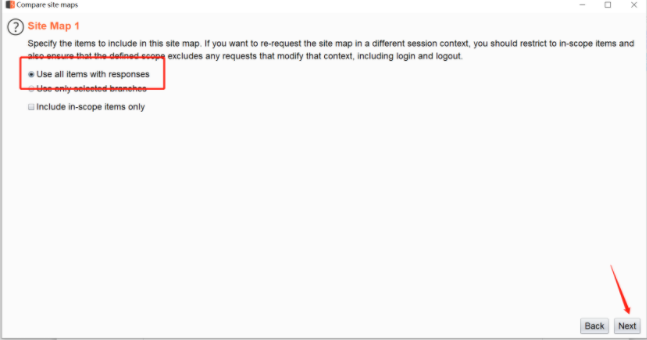 Compare site maps
?
Site Map 1
Specify the items to include in this site map. If you want to re-request the site map in a different session context, you should restrict to in-scope items and
also ensure that the defined scope excludes any requests that modify that context, including login and logout.
Use all items with responses
Use only selected branches
Include in-scope items only
Back Next